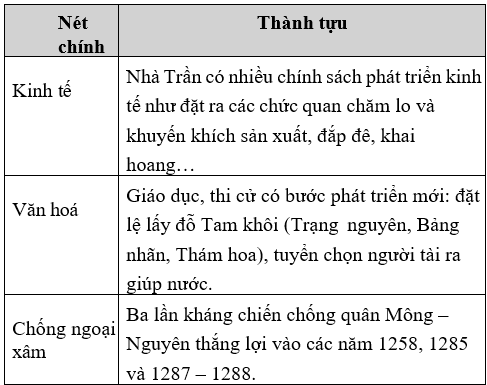 Nét
chính
Thành tựu
Kinh tế
Nhà Trần có nhiều chính sách phát triển kinh
tế như đặt ra các chức quan chăm lo và
khuyến khích sản xuất, đắp đê, khai
hoang…
Văn hoá
Giáo dục, thi cử có bước phát triển mới: đặt
lệ lấy đỗ Tam khôi (Trạng nguyên, Bảng
nhãn, Thám hoa), tuyển chọn người tài ra
giúp nước.
Chống ngoại
xâm
Ba lần kháng chiến chống quân Mông –
Nguyên thắng lợi vào các năm 1258, 1285
và 1287 – 1288.